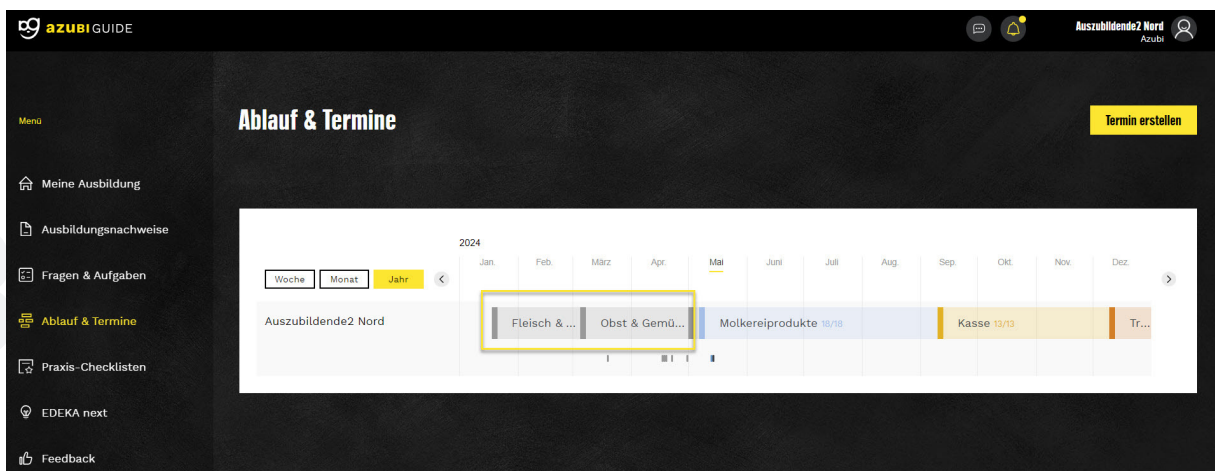 azubiGUIDE
Auszubildende2 Nord
Azubi
Menü
Ablauf & Termine
Termin erstellen
Meine Ausbildung
Ausbildungsnachweise
Fragen & Aufgaben
Ablauf & Termine
Praxis-Checklisten
EDEKA next
Feedback
2024
Jan. Feb. März Apr. Mai Juni Juli Aug. Sep. Okt. Nov. Dez.
Woche Monat Jahr
Auszubildende2 Nord
Fleisch & ... Obst & Gemü... Molkereiprodukte 18/18 Kasse 13/13 Tr...